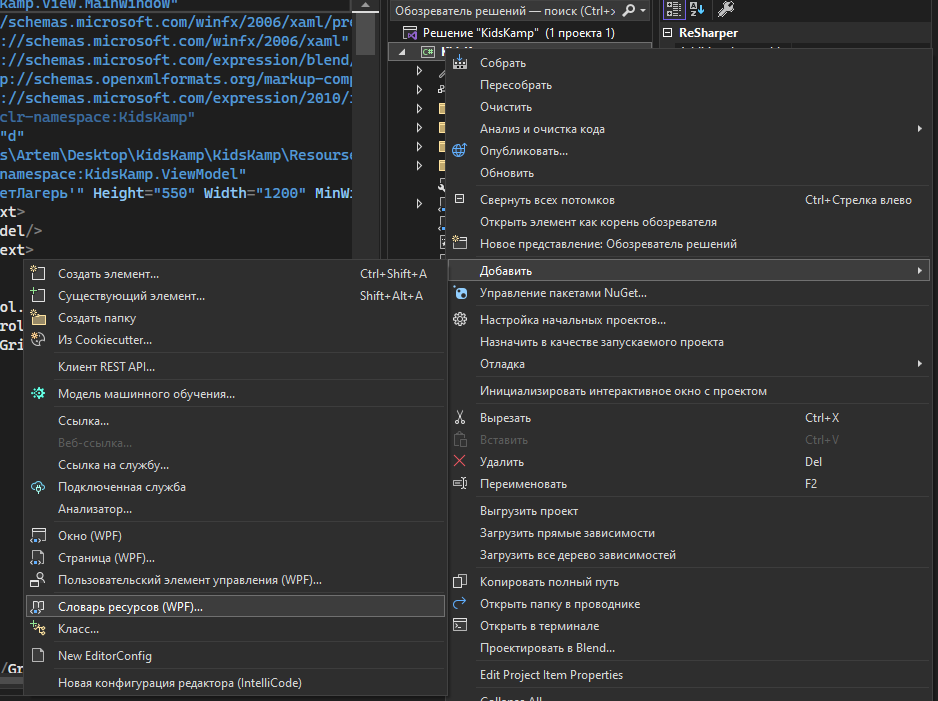 Kamp.View.MainWindow"
/schemas.microsoft.com/winfx/2006/xaml/pre
://schemas.microsoft.com/winfx/2006/xaml"
://schemas.microsoft.com/expression/blend/
p://schemas.openxmlformats.org/markup-comp
://schemas.microsoft.com/expression/2010/i
clr-namespace:KidsKamp"
"d"
s\Artem\Desktop\KidsKamp\KidsKamp\Resourse
namespace:KidsKamp.ViewModel"
етЛагерь'" Height="550" Width="1200" MinWi
xt>
del/>
ext>
ol.
rol
Gri
/Gr
Обозреватель решений — поиск (Ctrl+>
Решение "KidsKamp" (1 проекта 1)
C#
ReSharper
Собрать
Пересобрать
Очистить
Анализ и очистка кода
Опубликовать...
Обновить
Свернуть всех потомков Ctrl+Стрелка влево
Открыть элемент как корень обозревателя
Новое представление: Обозреватель решений
Добавить
Управление пакетами NuGet...
Настройка начальных проектов...
Назначить в качестве запускаемого проекта
Отладка
Инициализировать интерактивное окно с проектом
Вырезать Ctrl+X
Вставить Ctrl+V
Удалить Del
Переименовать F2
Выгрузить проект
Загрузить прямые зависимости
Загрузить все дерево зависимостей
Копировать полный путь
Открыть папку в проводнике
Открыть в терминале
Проектировать в Blend...
Edit Project Item Properties
Collapse All
Создать элемент... Ctrl+Shift+A
Существующий элемент... Shift+Alt+A
Создать папку
Из Cookiecutter...
Клиент REST API...
Модель машинного обучения...
Ссылка...
Веб-ссылка...
Ссылка на службу...
Подключенная служба
Анализатор...
Окно (WPF)
Страница (WPF)...
Пользовательский элемент управления (WPF)...
Словарь ресурсов (WPF)...
Класс...
New EditorConfig
Новая конфигурация редактора (IntelliCode)